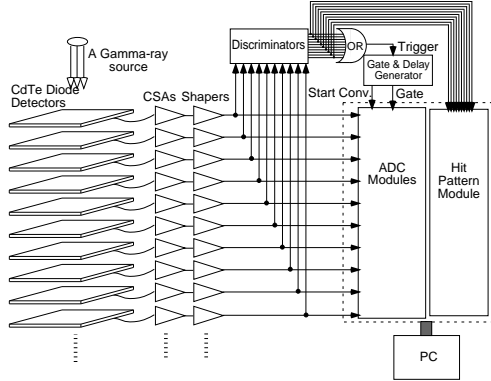 A Gamma-ray
source
CdTe Diode
Detectors
CSAs Shapers
Discriminators
OR
Trigger
Gate & Delay
Generator
Start Conv.
Gate
ADC
Modules
Hit
Pattern
Module
PC